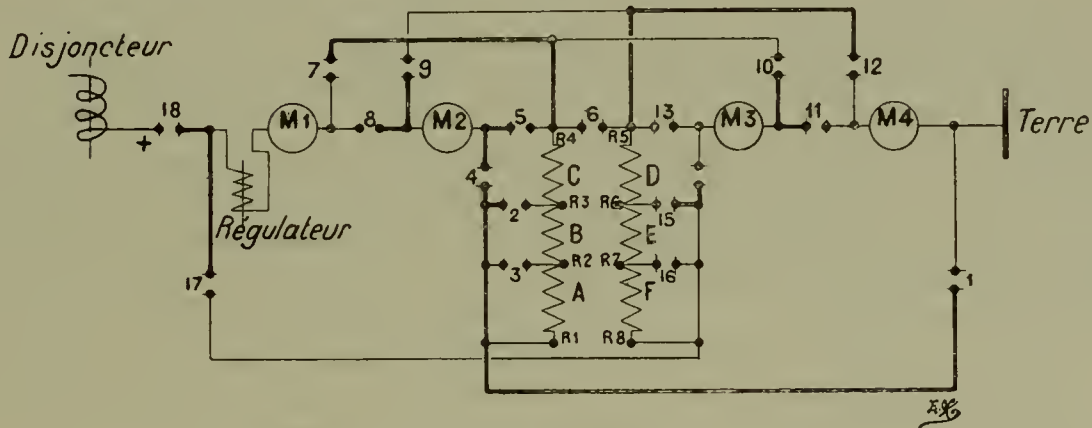 Disjoncteur
18
+
7
9
M1
8
M2
5
R4
6
R5
13
M3
10
11
12
M4
Terre
4
C
D
2
R3
R6
15
Régulateur
B
E
17
3
R2
R7
16
1
A
F
R1
R8